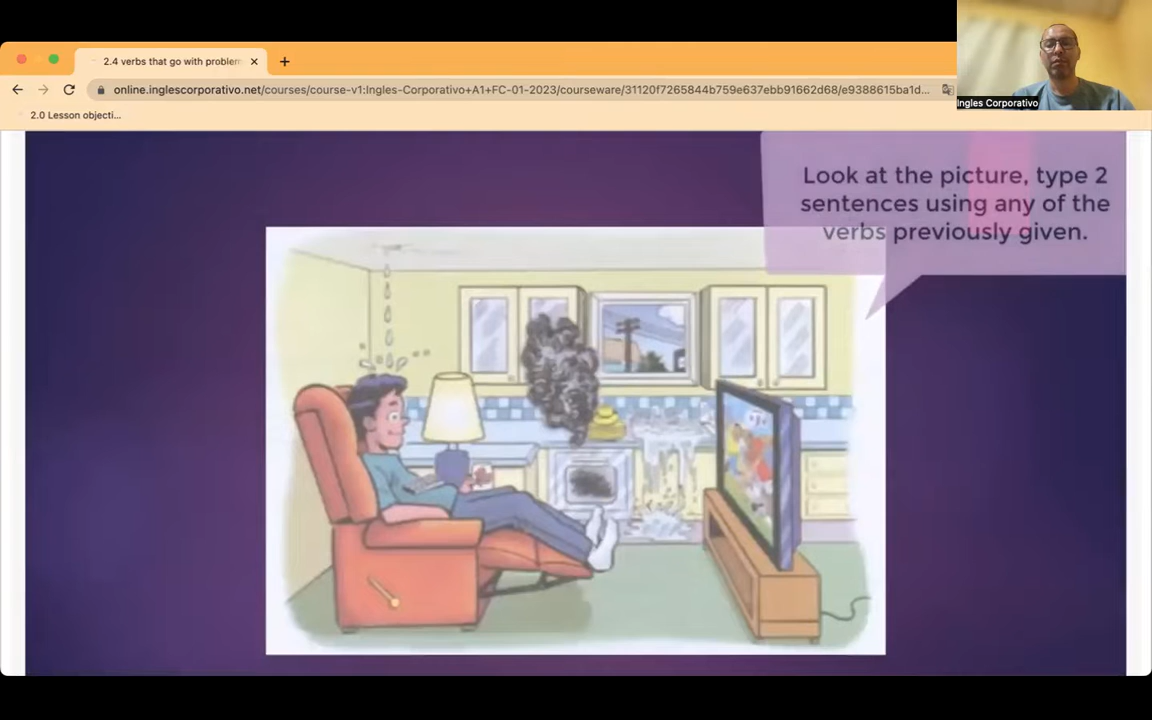 2.4 verbs that go with problem
online.inglescorporativo.net/courses/course-v1:Ingles-Corporativo+A1+FC-01-2023/courseware/31120f7265844b759e637ebb91662d68/e9388615ba1d...
Ingles Corporativo
2.0 Lesson objecti...
Look at the picture, type 2
sentences using any of the
verbs previously given.